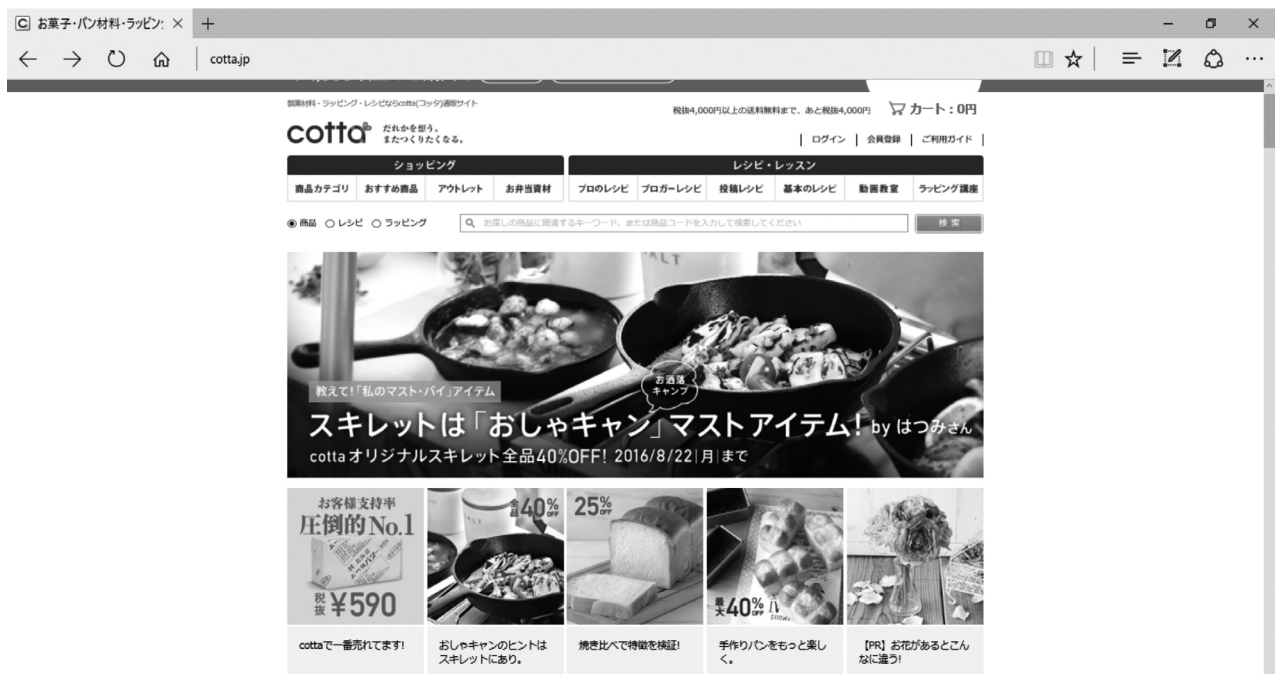 お菓子・パン材料・ラッピン
cotta.jp
製菓材料・ラッピング・レシピならcotta(コッタ)通販サイト
税抜4,000円以上の送料無料まで、あと税抜4,000円
カート：0円
cotta
だれかを想う。
またつくりたくなる。
ログイン
会員登録
ご利用ガイド
ショッピング
レシピ・レッスン
商品カテゴリ
おすすめ商品
アウトレット
お弁当資材
プロのレシピ
ブロガーレシピ
投稿レシピ
基本のレシピ
動画教室
ラッピング講座
商品
レシピ
ラッピング
お探しの商品に関連するキーワード、または商品コードを入力して検索してください
検索
ALT
お洒落
キャンプ
教えて!「私のマスト・バイ」アイテム
スキレットは「おしゃキャン」マストアイテム! by はつみさん
cottaオリジナルスキレット全品40%OFF! 2016/8/22|月|まで
お客様支持率
圧倒的No.1
税抜¥590
全品40%OFF
25%OFF
最大40%OFF
cottaで一番売れてます!
おしゃキャンのヒントは
スキレットにあり。
焼き比べで特徴を検証!
手作りパンをもっと楽し
く。
【PR】お花があるとこん
なに違う!